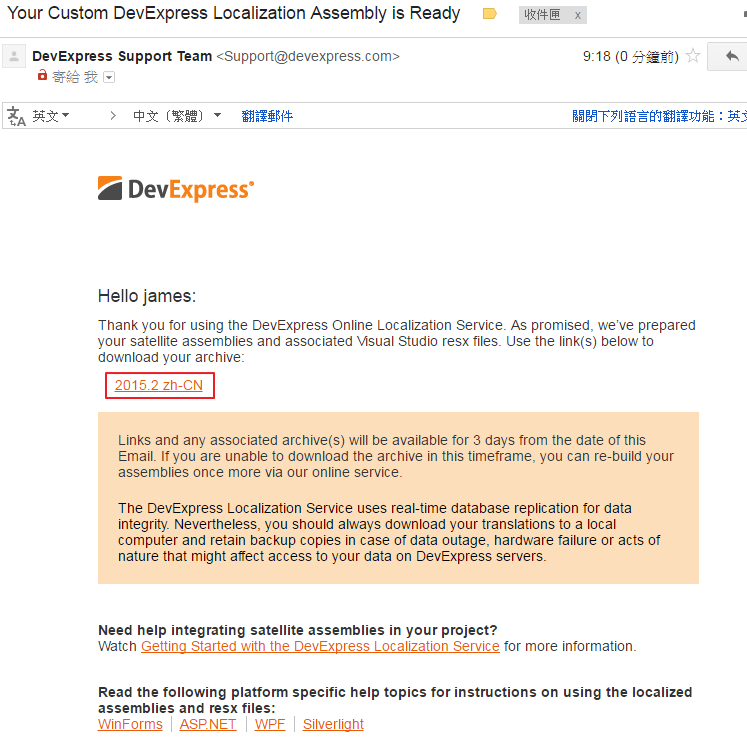 Your Custom DevExpress Localization Assembly is Ready 收件匣 x
DevExpress Support Team <Support@devexpress.com> 9:18 (0 分鐘前)
寄給 我
英文 中文（繁體） 翻譯郵件 關閉下列語言的翻譯功能：英文
DevExpress
Hello james:
Thank you for using the DevExpress Online Localization Service. As promised, we've prepared
your satellite assemblies and associated Visual Studio resx files. Use the link(s) below to
download your archive:
2015.2 zh-CN
Links and any associated archive(s) will be available for 3 days from the date of this
Email. If you are unable to download the archive in this timeframe, you can re-build your
assemblies once more via our online service.
The DevExpress Localization Service uses real-time database replication for data
integrity. Nevertheless, you should always download your translations to a local
computer and retain backup copies in case of data outage, hardware failure or acts of
nature that might affect access to your data on DevExpress servers.
Need help integrating satellite assemblies in your project?
Watch Getting Started with the DevExpress Localization Service for more information.
Read the following platform specific help topics for instructions on using the localized
assemblies and resx files:
WinForms | ASP.NET | WPF | Silverlight